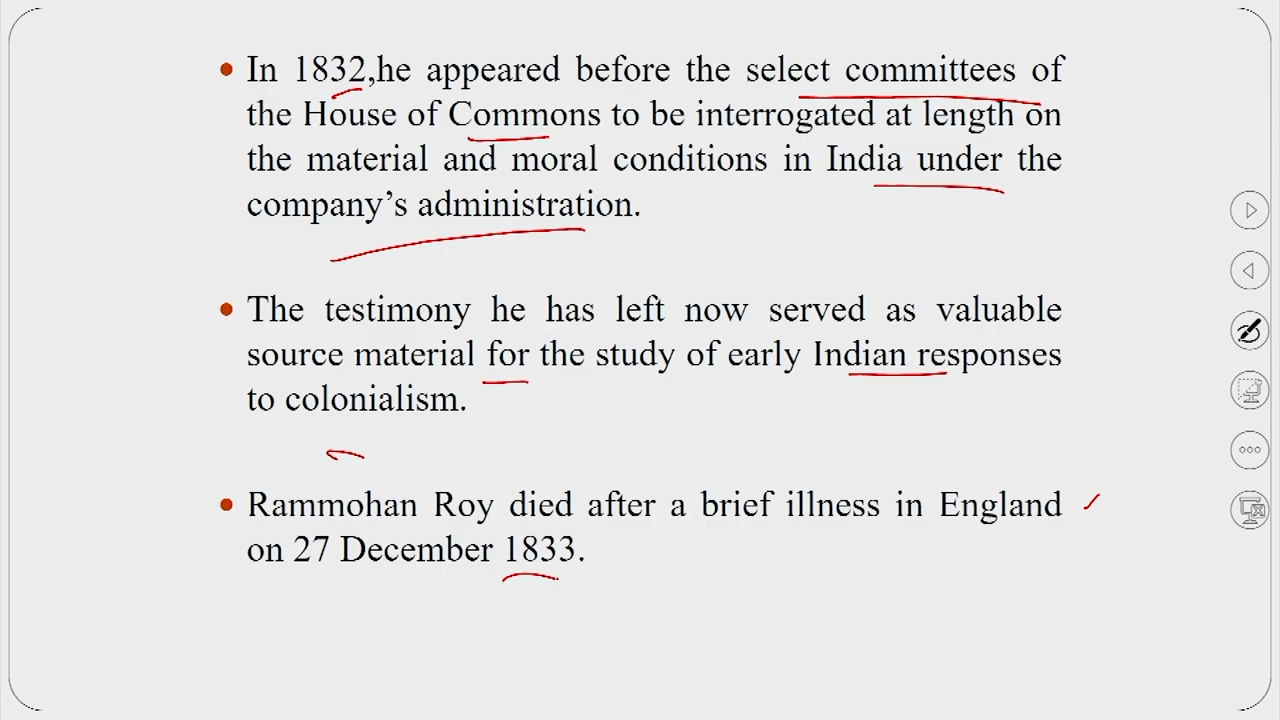 • In 1832,he appeared before the select committees of
the House of Commons to be interrogated at length on
the material and moral conditions in India under the
company’s administration.
• The testimony he has left now served as valuable
source material for the study of early Indian responses
to colonialism.
• Rammohan Roy died after a brief illness in England
on 27 December 1833.